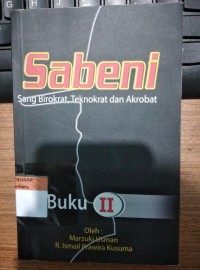 Sabeni
Sang Birokrat, Teknokrat dan Akrobat
Buku II
Oleh :
Marzuki Usman
R. Ismail Prawira Kusuma